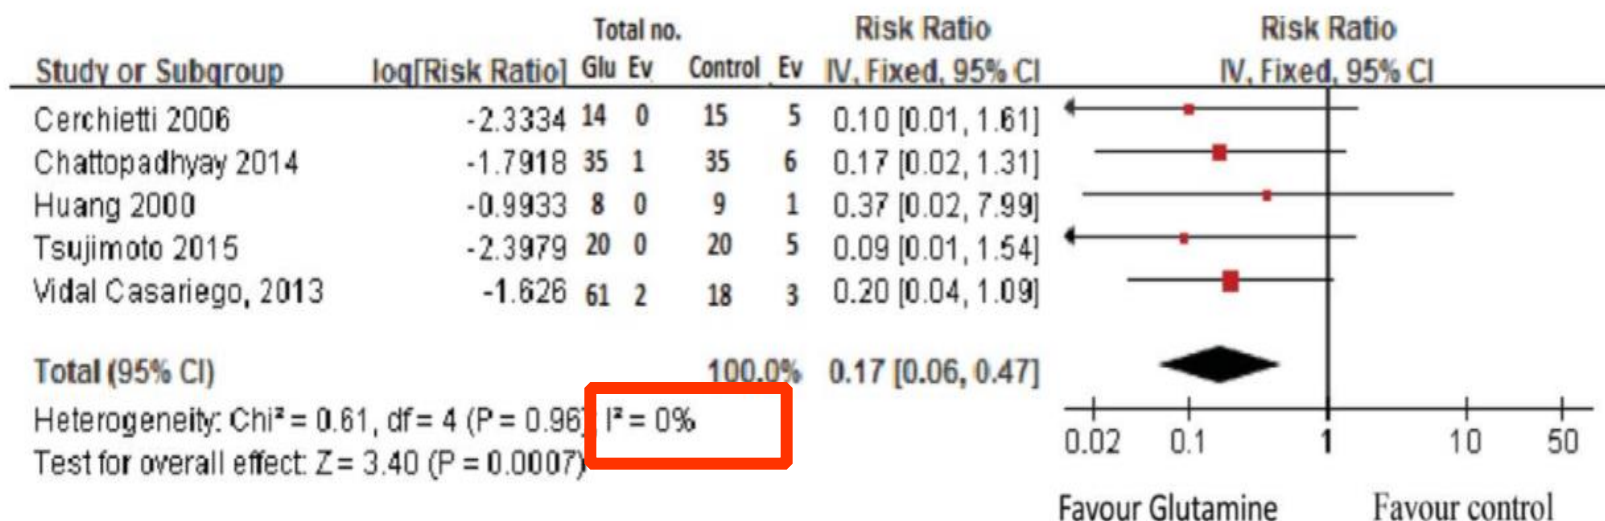 Total no. Risk Ratio Risk Ratio
Study or Subgroup log[Risk Ratio] Glu Ev Control Ev IV, Fixed, 95% CI IV, Fixed, 95% CI
Cerchietti 2006 -2.3334 14 0 15 5 0.10 [0.01, 1.61]
Chattopadhyay 2014 -1.7918 35 1 35 6 0.17 [0.02, 1.31]
Huang 2000 -0.9933 8 0 9 1 0.37 [0.02, 7.99]
Tsujimoto 2015 -2.3979 20 0 20 5 0.09 [0.01, 1.54]
Vidal Casariego, 2013 -1.626 61 2 18 3 0.20 [0.04, 1.09]
Total (95% CI) 100.0% 0.17 [0.06, 0.47]
Heterogeneity: Chi² = 0.61, df = 4 (P = 0.96) I² = 0%
Test for overall effect: Z = 3.40 (P = 0.0007)
0.02 0.1 1 10 50
Favour Glutamine Favour control